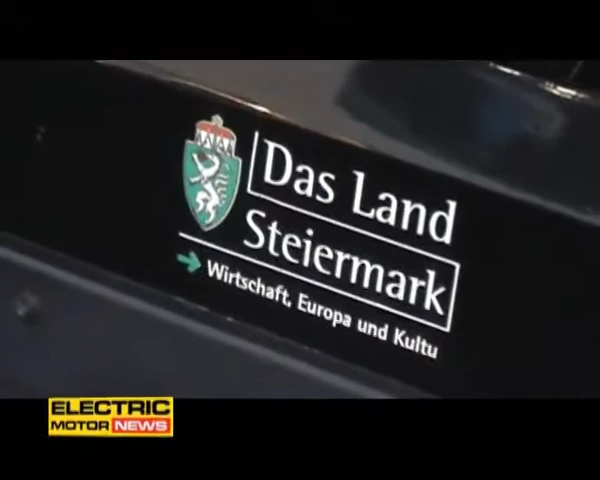 Das Land
Steiermark
Wirtschaft, Europa und Kultu
ELECTRIC
MOTOR NEWS